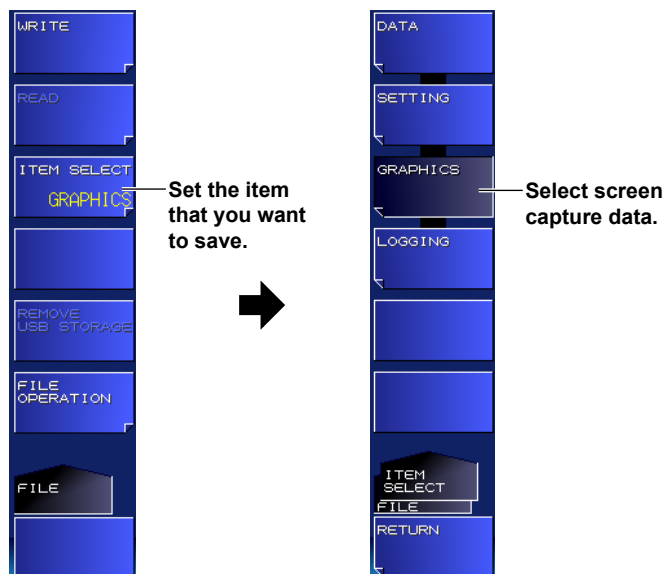 WRITE
READ
ITEM SELECT
GRAPHICS
REMOVE
USB STORAGE
FILE
OPERATION
FILE
Set the item
that you want
to save.
DATA
SETTING
GRAPHICS
LOGGING
ITEM
SELECT
FILE
RETURN
Select screen
capture data.